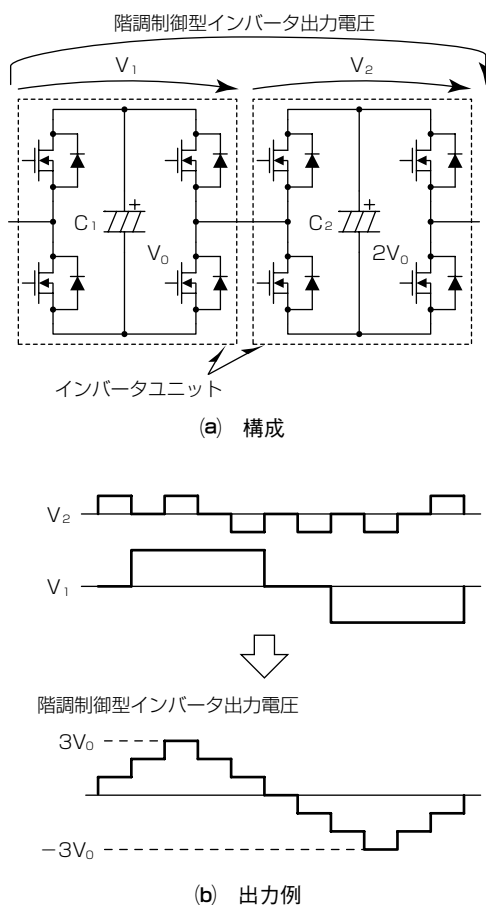 階調制御型インバータ出力電圧
V₁
V₂
C₁
+
V₀
C₂
+
2V₀
インバータユニット
(a) 構成
V₂
V₁
階調制御型インバータ出力電圧
3V₀
−3V₀
(b) 出力例